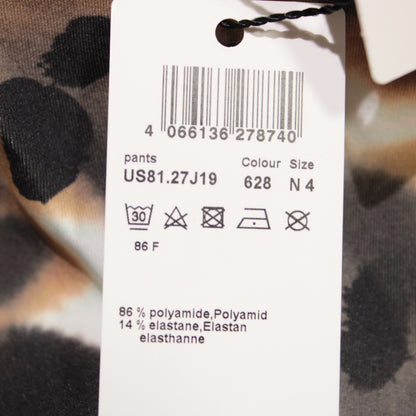 4 066136 278740
pants Colour Size
US81.27J19 628 N 4
30
86 F
86 % polyamide,Polyamid
14 % elastane,Elastan
elasthanne